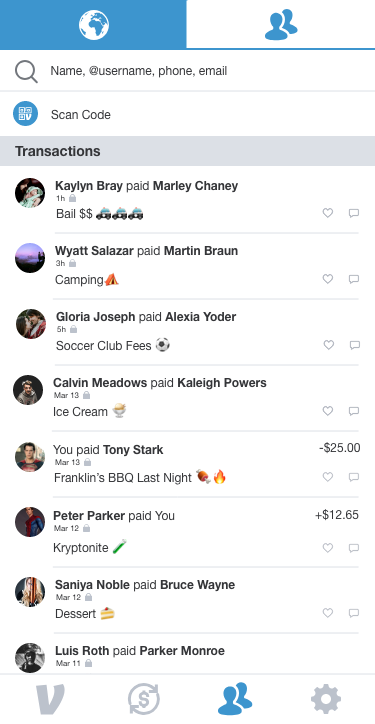 Name, @username, phone, email
Scan Code
Transactions
Kaylyn Bray paid Marley Chaney
1h
Bail $$ 🚓🚓🚓
Wyatt Salazar paid Martin Braun
3h
Camping⛺
Gloria Joseph paid Alexia Yoder
5h
Soccer Club Fees ⚽
Calvin Meadows paid Kaleigh Powers
Mar 13
Ice Cream 🍨
You paid Tony Stark -$25.00
Mar 13
Franklin's BBQ Last Night 🍖🔥
Peter Parker paid You +$12.65
Mar 12
Kryptonite 🧪
Saniya Noble paid Bruce Wayne
Mar 12
Dessert 🍰
Luis Roth paid Parker Monroe
Mar 11